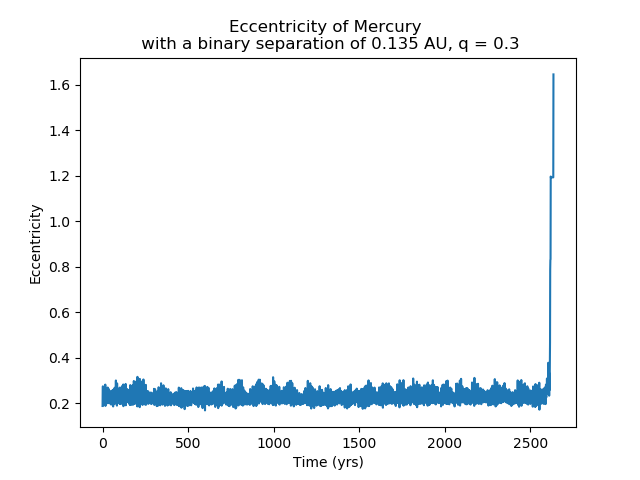 Eccentricity of Mercury
with a binary separation of 0.135 AU, q = 0.3
1.6
1.4
1.2
1.0
0.8
0.6
0.4
0.2
Eccentricity
0 500 1000 1500 2000 2500
Time (yrs)